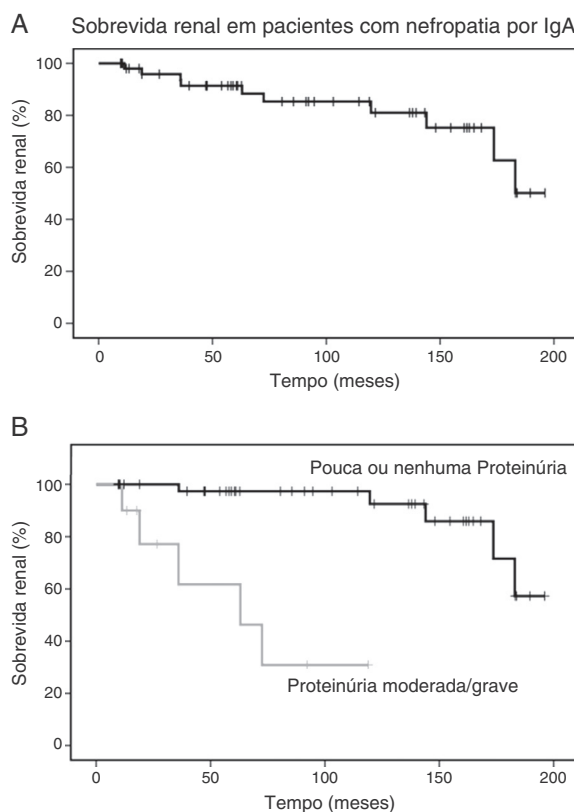 A Sobrevida renal em pacientes com nefropatia por IgA
Sobrevida renal (%)
100
80
60
40
20
0
0 50 100 150 200
Tempo (meses)
B
Pouca ou nenhuma Proteinúria
Sobrevida renal (%)
100
80
60
40
20
0
Proteinúria moderada/grave
0 50 100 150 200
Tempo (meses)